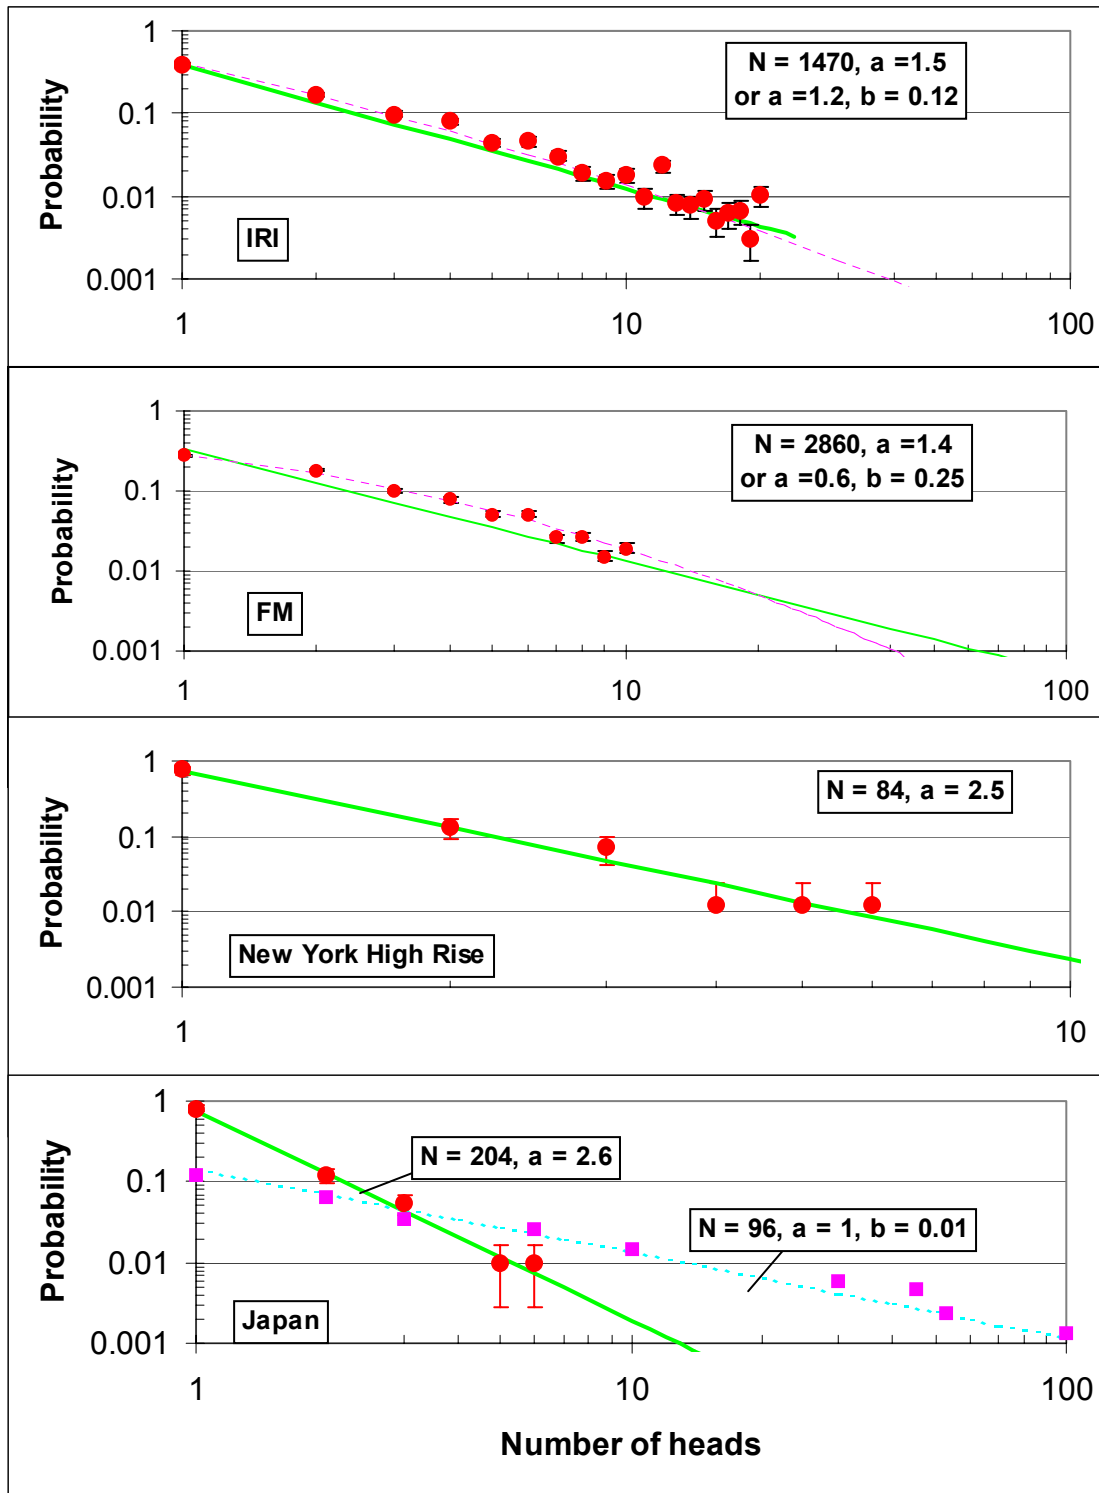 Probability
1
0.1
0.01
0.001
N = 1470, a =1.5
or a =1.2, b = 0.12
IRI
1
10
100
Probability
1
0.1
0.01
0.001
N = 2860, a =1.4
or a =0.6, b = 0.25
FM
1
10
100
Probability
1
0.1
0.01
0.001
N = 84, a = 2.5
New York High Rise
1
10
Probability
1
0.1
0.01
0.001
N = 204, a = 2.6
N = 96, a = 1, b = 0.01
Japan
1
10
100
Number of heads